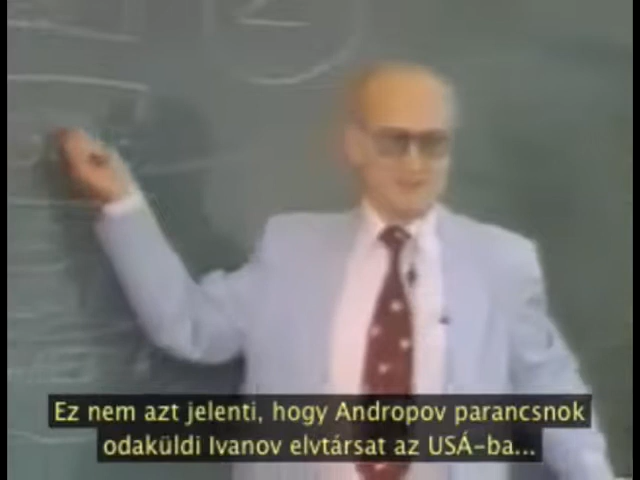 Ez nem azt jelenti, hogy Andropov parancsnok
odaküldi Ivanov elvtársat az USÁ-ba...